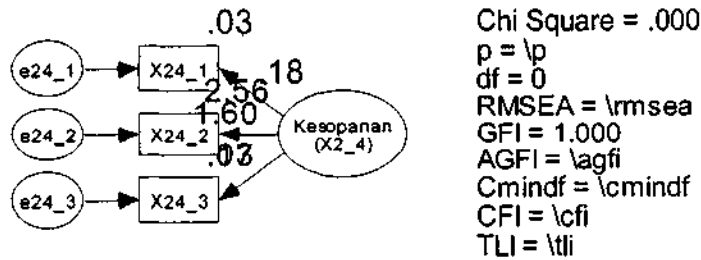 .03
e24_1
X24_1
.18
2.56
e24_2
X24_2
1.60
Kesopanan
(X2_4)
e24_3
X24_3
Chi Square = .000
p = \p
df = 0
RMSEA = \rmsea
GFI = 1.000
AGFI = \agfi
Cmindf = \cmindf
CFI = \cfi
TLI = \tli